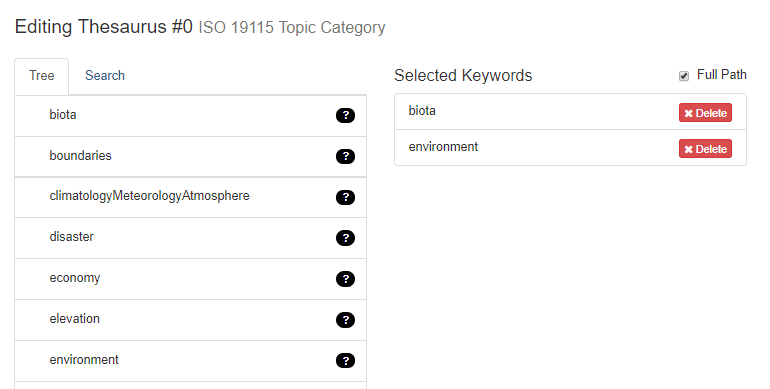 Editing Thesaurus #0 ISO 19115 Topic Category
Tree Search
biota ?
boundaries ?
climatologyMeteorologyAtmosphere ?
disaster ?
economy ?
elevation ?
environment ?
Selected Keywords Full Path
biota Delete
environment Delete